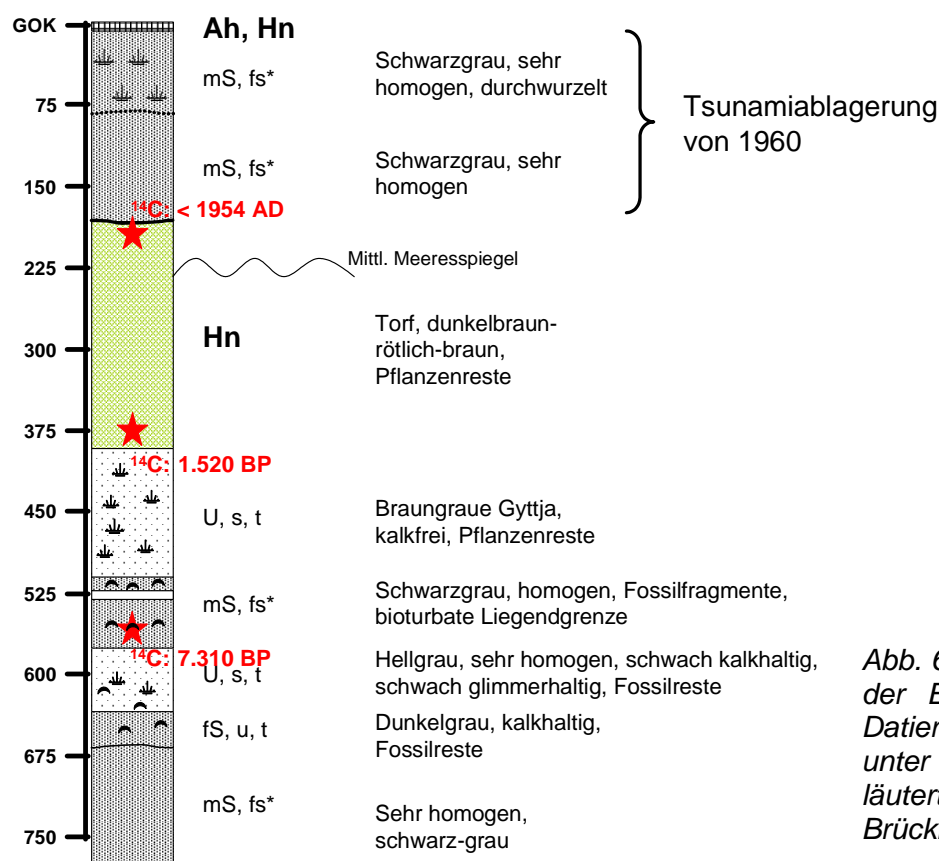 GOK
Ah, Hn
mS, fs*
Schwarzgrau, sehr
homogen, durchwurzelt
75
Tsunamiablagerung
von 1960
mS, fs*
Schwarzgrau, sehr
homogen
150
14C: < 1954 AD
225
Mittl. Meeresspiegel
300
Hn
Torf, dunkelbraun-
rötlich-braun,
Pflanzenreste
375
14C: 1.520 BP
450
U, s, t
Braungraue Gyttja,
kalkfrei, Pflanzenreste
525
mS, fs*
Schwarzgrau, homogen, Fossilfragmente,
bioturbate Liegendgrenze
14C: 7.310 BP
600
U, s, t
Hellgrau, sehr homogen, schwach kalkhaltig,
schwach glimmerhaltig, Fossilreste
fS, u, t
Dunkelgrau, kalkhaltig,
Fossilreste
675
mS, fs*
Sehr homogen,
schwarz-grau
750
Abb. 6
der
Datier
unter
läuter
Brück